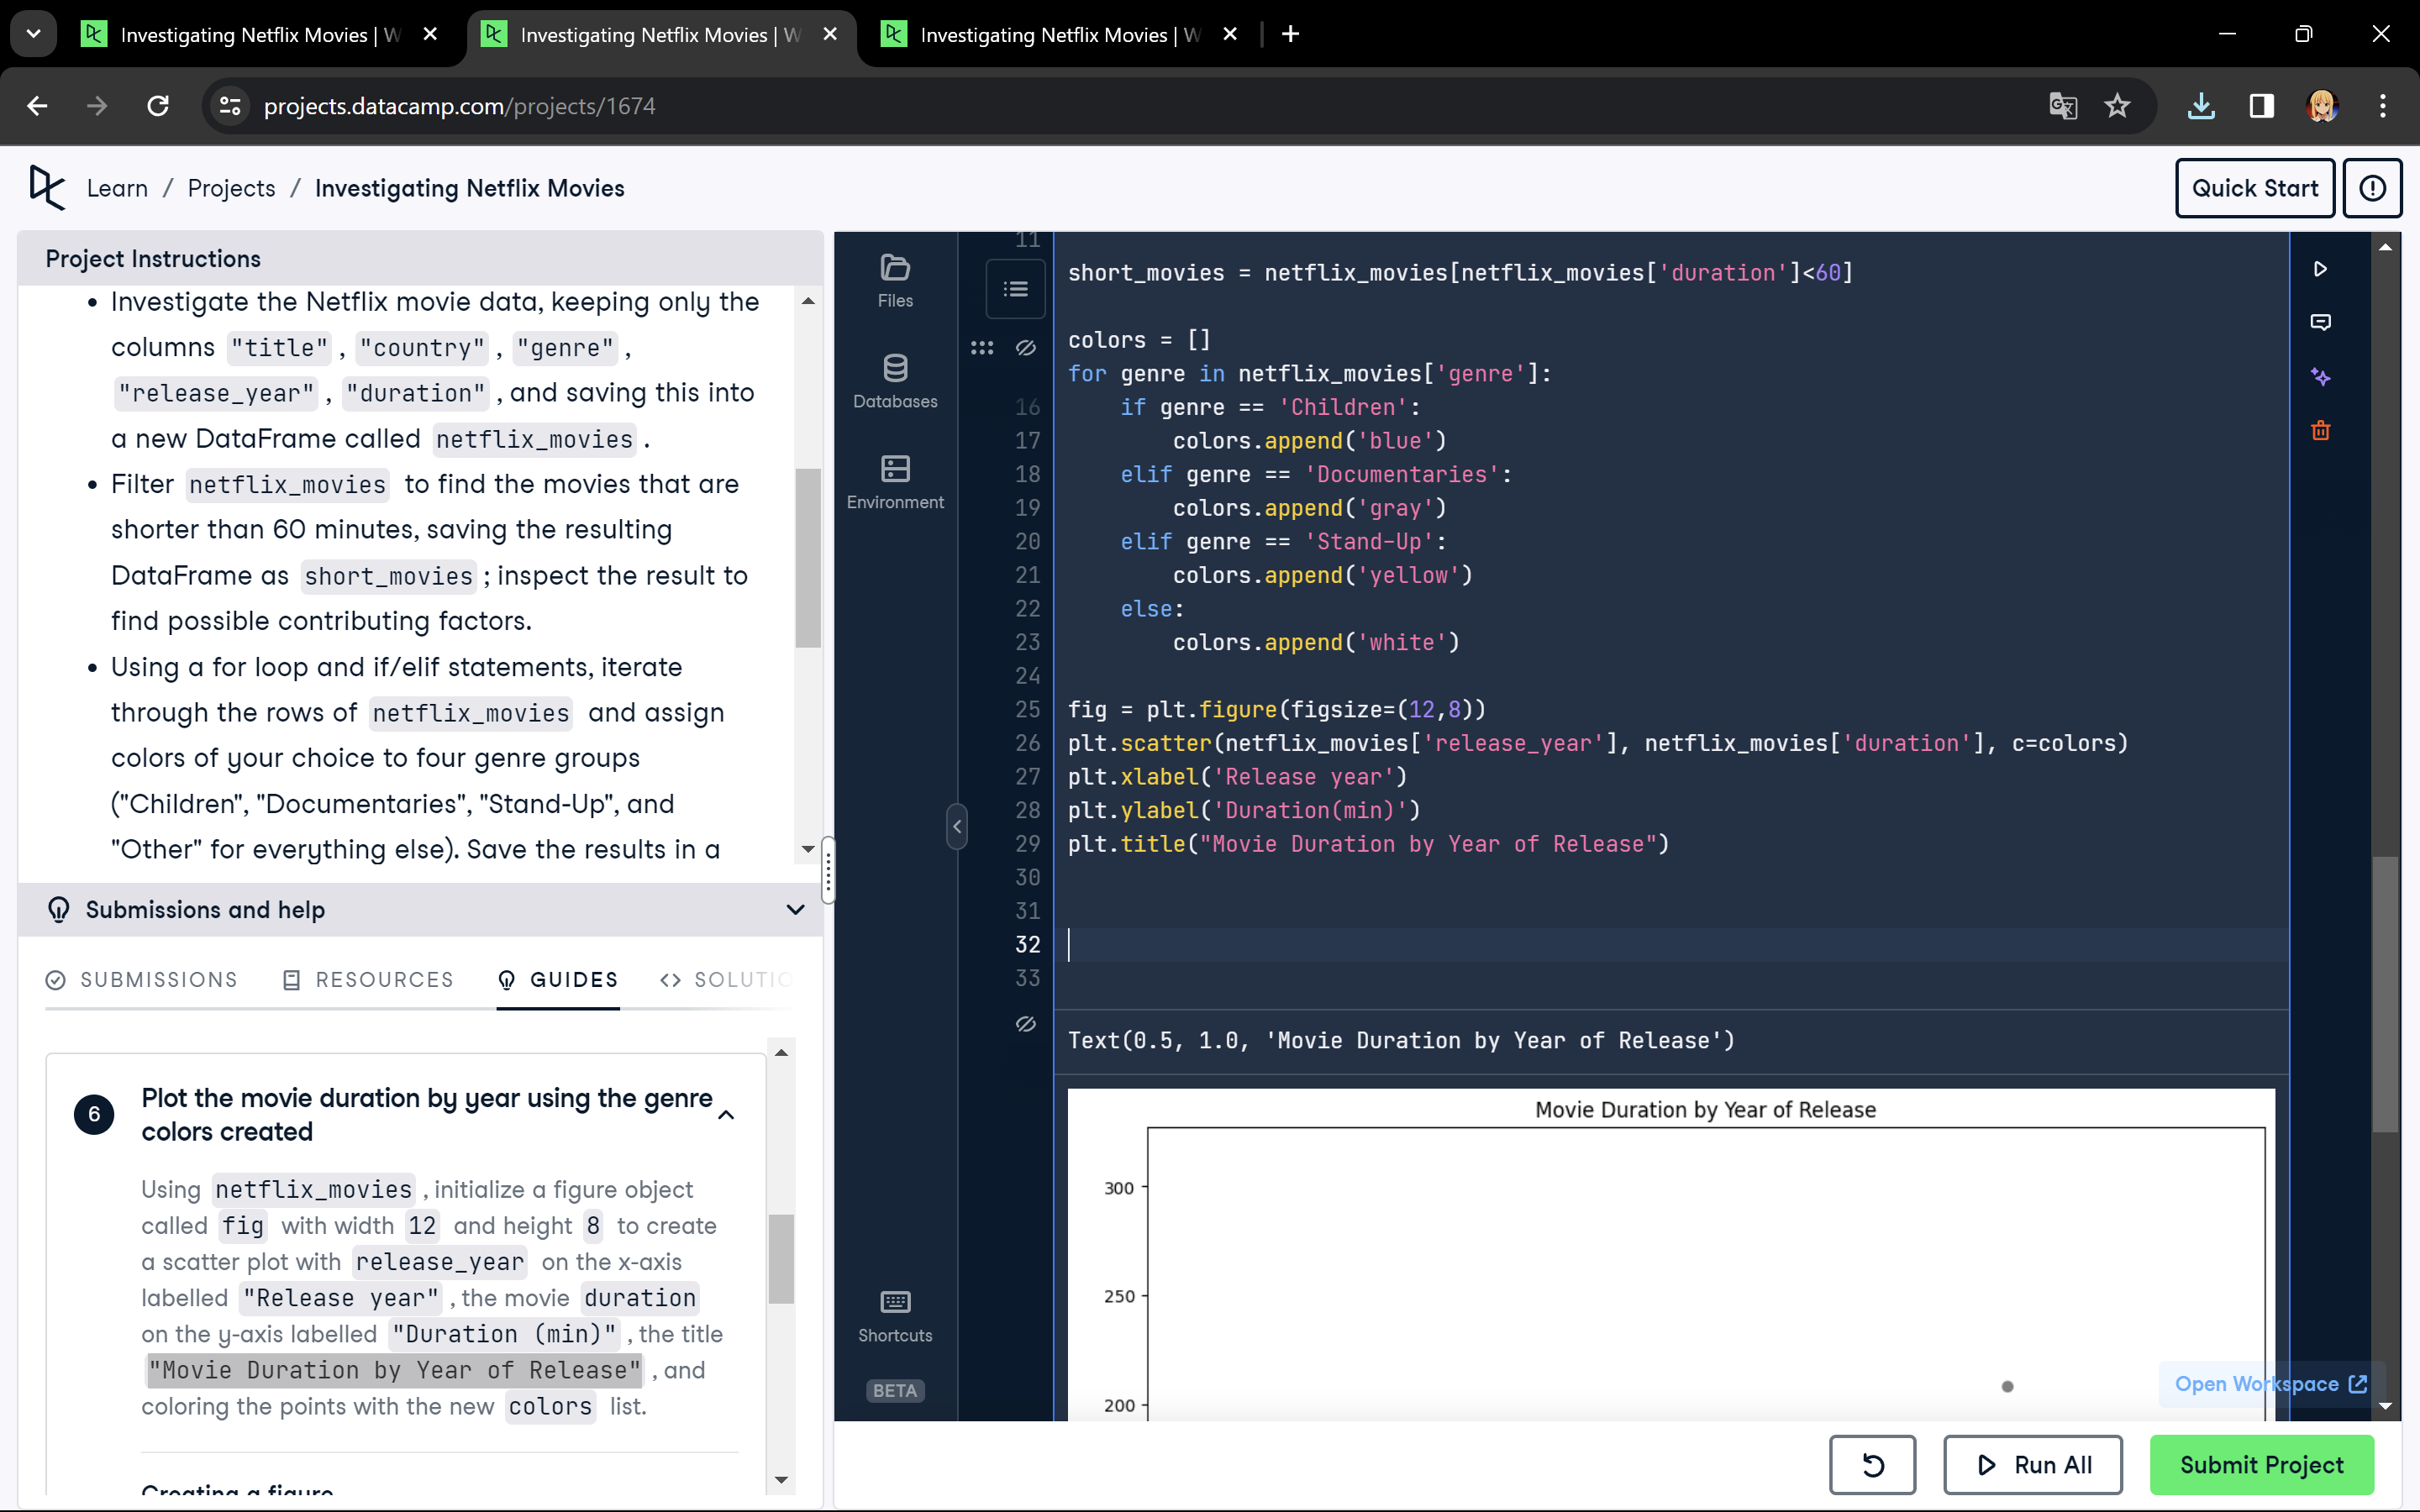 Investigating Netflix Movies | W
Investigating Netflix Movies | W
Investigating Netflix Movies | W
projects.datacamp.com/projects/1674
Learn / Projects / Investigating Netflix Movies
Quick Start
Project Instructions
• Investigate the Netflix movie data, keeping only the
columns "title" , "country" , "genre" ,
"release_year" , "duration" , and saving this into
a new DataFrame called netflix_movies .
• Filter netflix_movies to find the movies that are
shorter than 60 minutes, saving the resulting
DataFrame as short_movies ; inspect the result to
find possible contributing factors.
• Using a for loop and if/elif statements, iterate
through the rows of netflix_movies and assign
colors of your choice to four genre groups
("Children", "Documentaries", "Stand-Up", and
"Other" for everything else). Save the results in a
Submissions and help
SUBMISSIONS RESOURCES GUIDES SOLUTIO
6 Plot the movie duration by year using the genre
colors created
Using netflix_movies , initialize a figure object
called fig with width 12 and height 8 to create
a scatter plot with release_year on the x-axis
labelled "Release year" , the movie duration
on the y-axis labelled "Duration (min)" , the title
"Movie Duration by Year of Release" , and
coloring the points with the new colors list.
Creating a figure
Files
Databases
Environment
Shortcuts
BETA
11
short_movies = netflix_movies[netflix_movies['duration']<60]
colors = []
for genre in netflix_movies['genre']:
16 if genre == 'Children':
17 colors.append('blue')
18 elif genre == 'Documentaries':
19 colors.append('gray')
20 elif genre == 'Stand-Up':
21 colors.append('yellow')
22 else:
23 colors.append('white')
24
25 fig = plt.figure(figsize=(12,8))
26 plt.scatter(netflix_movies['release_year'], netflix_movies['duration'], c=colors)
27 plt.xlabel('Release year')
28 plt.ylabel('Duration(min)')
29 plt.title("Movie Duration by Year of Release")
30
31
32
33
Text(0.5, 1.0, 'Movie Duration by Year of Release')
Movie Duration by Year of Release
300
250
200
Open Workspace
Run All
Submit Project